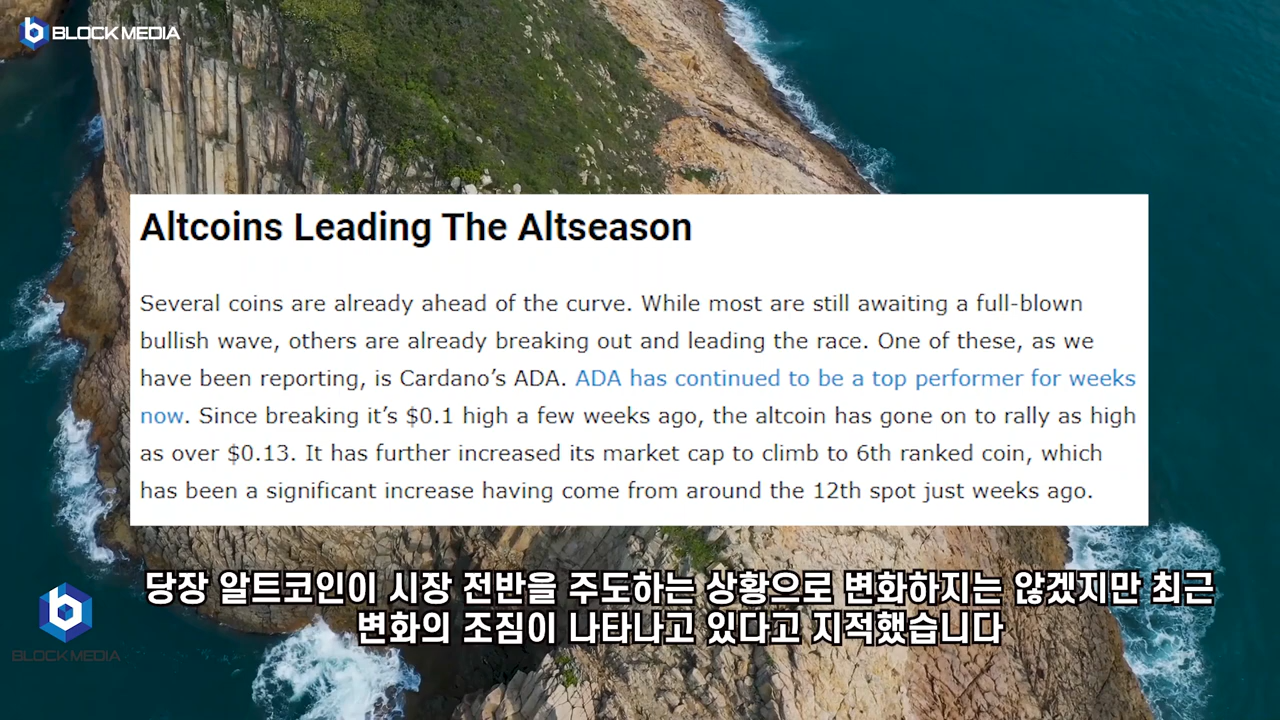 BLOCK MEDIA
Altcoins Leading The Altseason
Several coins are already ahead of the curve. While most are still awaiting a full-blown
bullish wave, others are already breaking out and leading the race. One of these, as we
have been reporting, is Cardano’s ADA. ADA has continued to be a top performer for weeks
now. Since breaking it’s $0.1 high a few weeks ago, the altcoin has gone on to rally as high
as over $0.13. It has further increased its market cap to climb to 6th ranked coin, which
has been a significant increase having come from around the 12th spot just weeks ago.
당장 알트코인이 시장 전반을 주도하는 상황으로 변화하지는 않겠지만 최근
변화의 조짐이 나타나고 있다고 지적했습니다
BLOCK MEDIA